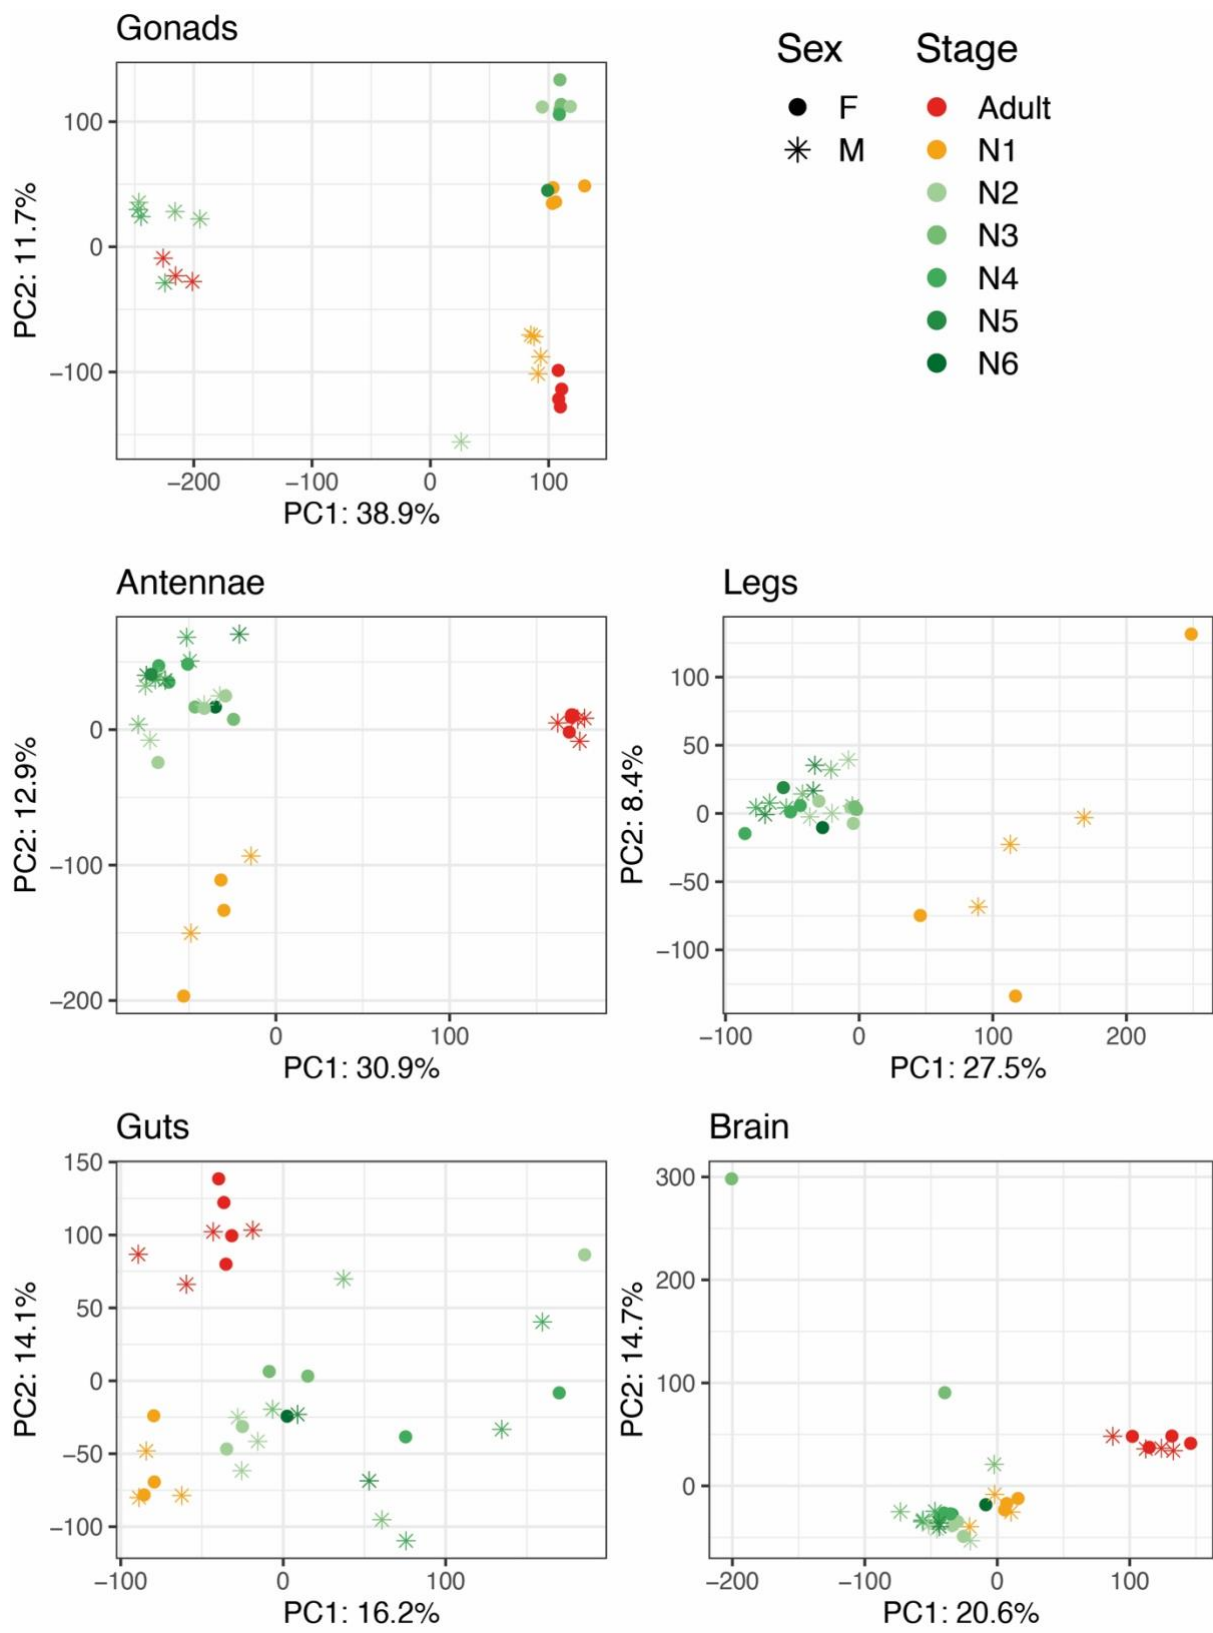 Gonads
100
0
−100
−200
−100
0
100
PC2: 11.7%
PC1: 38.9%
Sex
F
M
Stage
Adult
N1
N2
N3
N4
N5
N6
Antennae
0
−100
−200
0
100
PC2: 12.9%
PC1: 30.9%
Legs
100
50
0
−50
−100
−100
0
100
200
PC2: 8.4%
PC1: 27.5%
Guts
150
100
50
0
−50
−100
−100
0
100
PC2: 14.1%
PC1: 16.2%
Brain
300
200
100
0
−200
−100
0
100
PC2: 14.7%
PC1: 20.6%